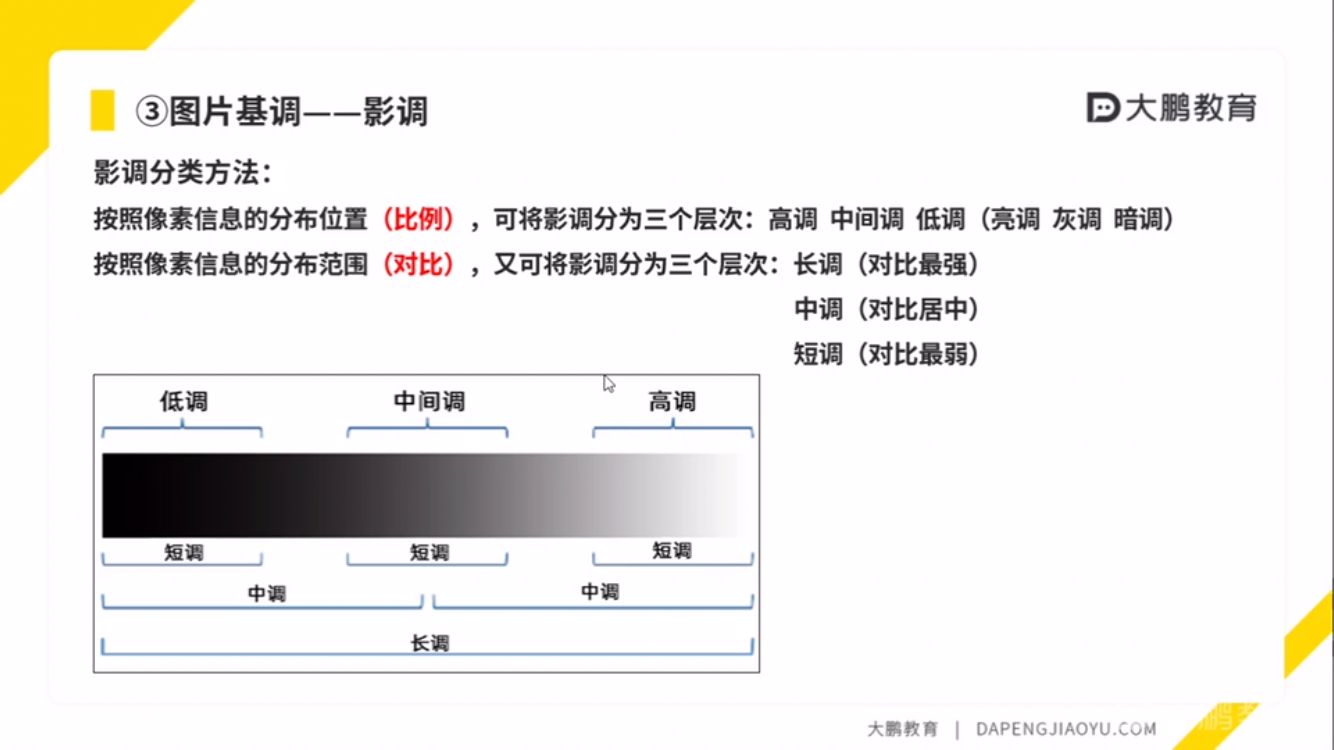 ③图片基调——影调
大鹏教育
影调分类方法：
按照像素信息的分布位置（比例），可将影调分为三个层次：高调 中间调 低调（亮调 灰调 暗调）
按照像素信息的分布范围（对比），又可将影调分为三个层次：长调（对比最强）
中调（对比居中）
短调（对比最弱）
低调 中间调 高调
短调 短调 短调
中调 中调
长调
大鹏教育 | DAPENGJIAOYU.COM